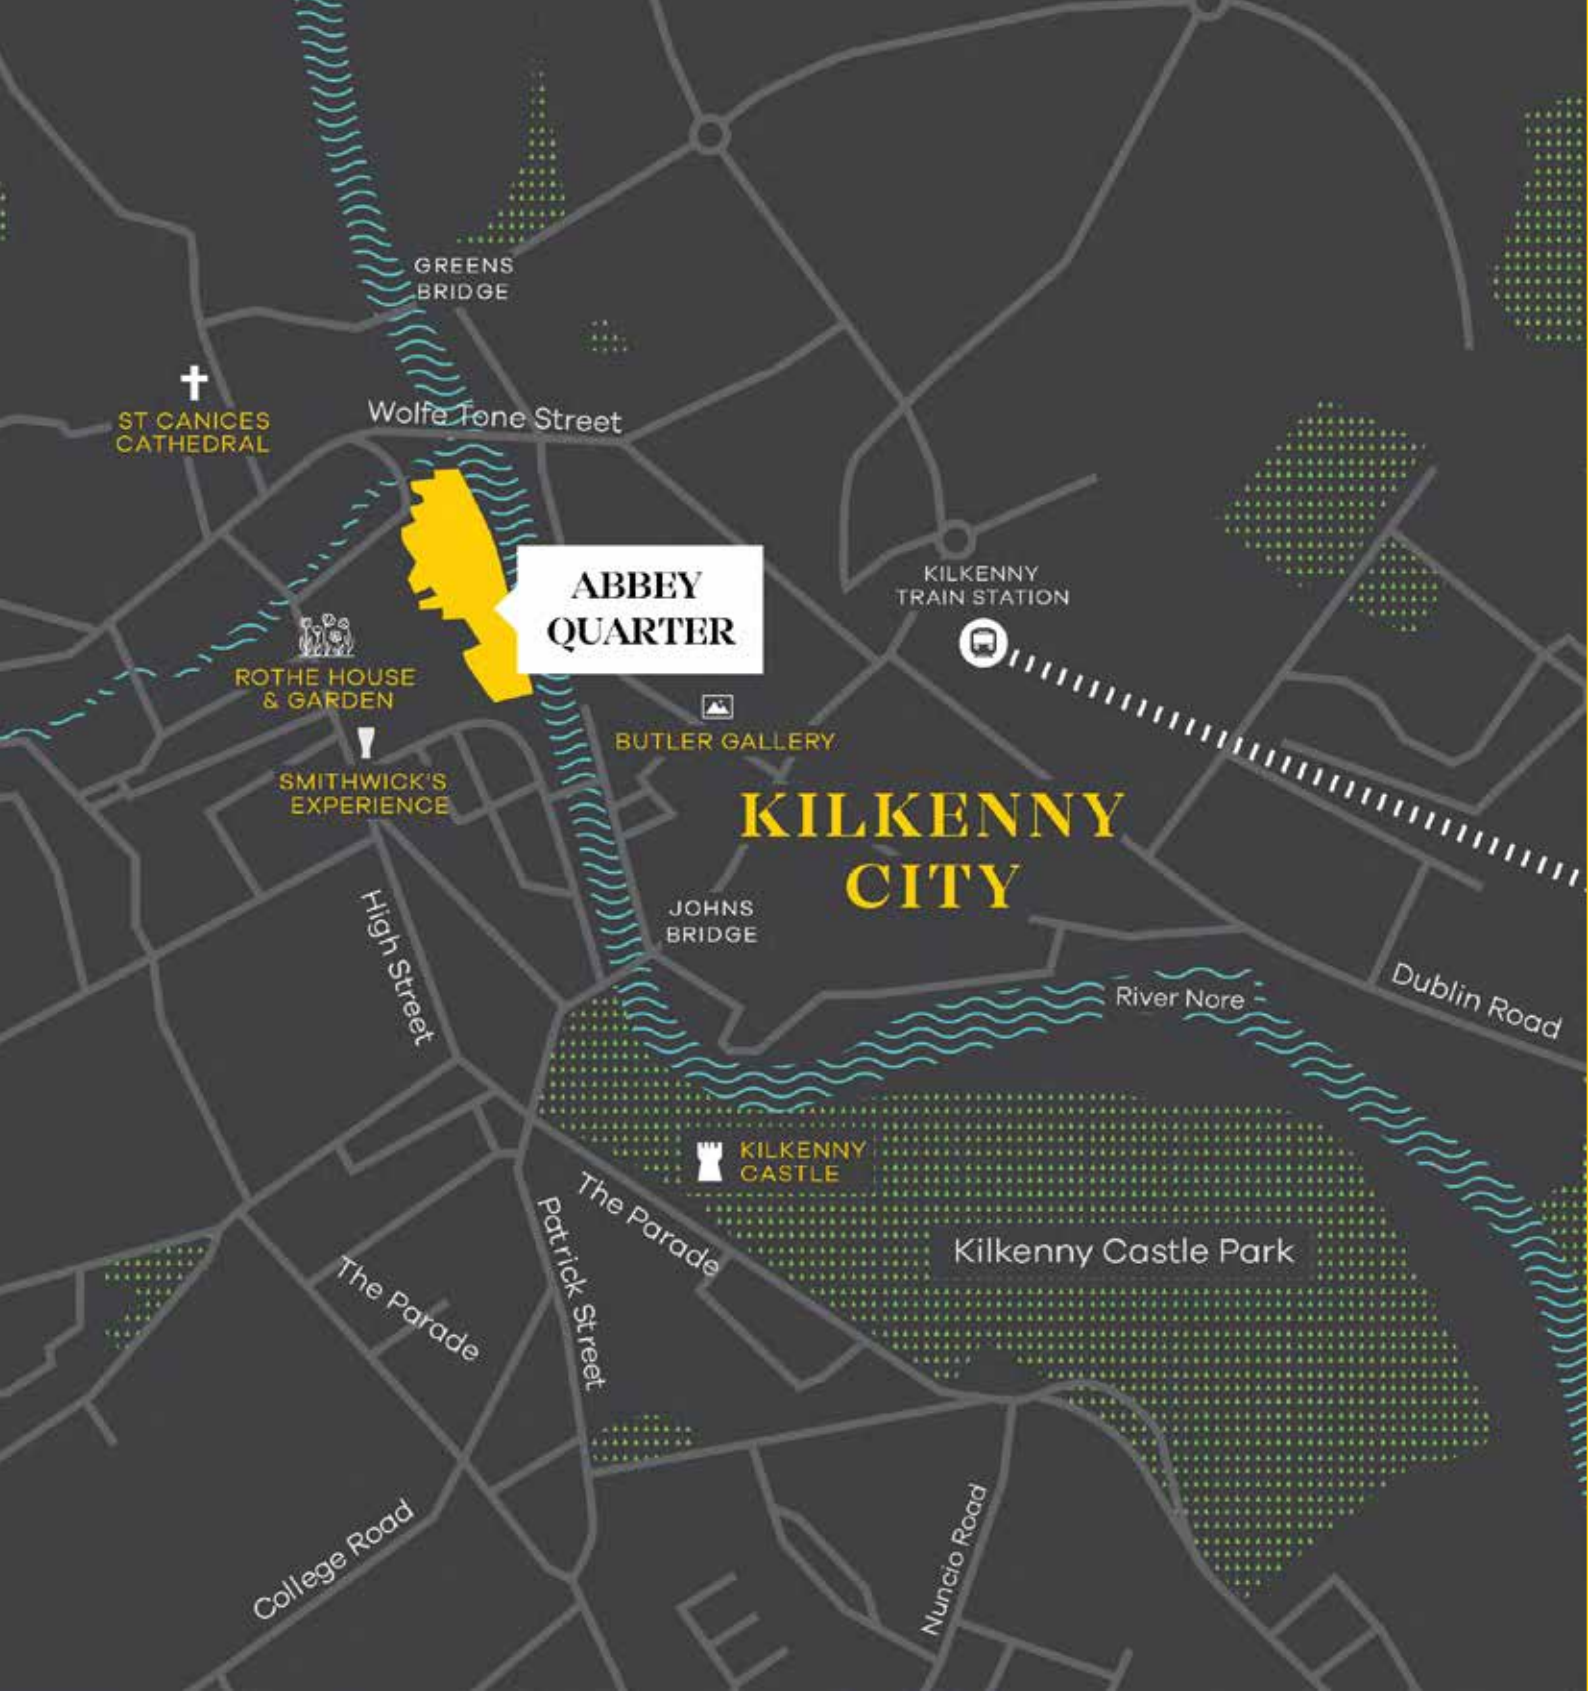 GREENS
BRIDGE
ST CANICES
CATHEDRAL
Wolfe Tone Street
ABBEY
QUARTER
KILKENNY
TRAIN STATION
ROTHE HOUSE
& GARDEN
BUTLER GALLERY
SMITHWICK'S
EXPERIENCE
KILKENNY
CITY
High Street
JOHNS
BRIDGE
River Nore
Dublin Road
KILKENNY
CASTLE
The Parade
Patrick Street
Kilkenny Castle Park
The Parade
College Road
Nuncio Road